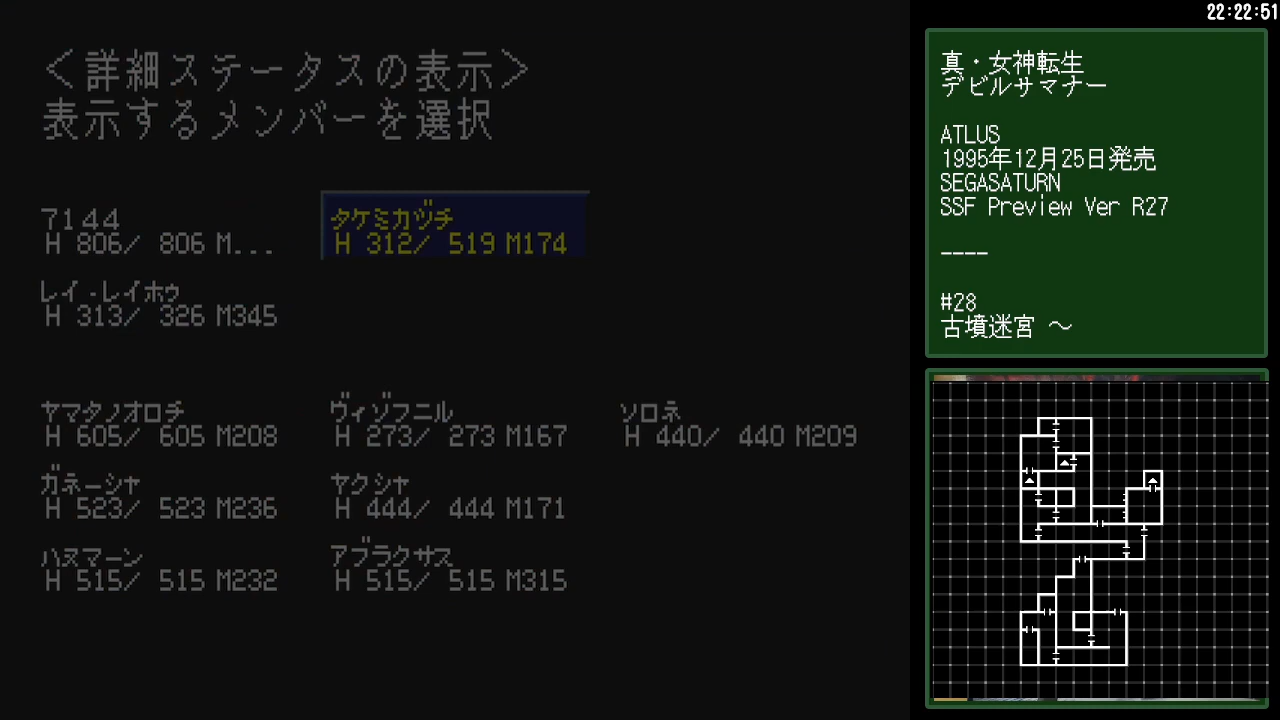 22:22:51
<詳細ステータスの表示>
表示するメンバーを選択
7144
H 806/ 806 M...
タケミカヅチ
H 312/ 519 M174
レイ・レイホゥ
H 313/ 326 M345
ヤマタノオロチ
H 605/ 605 M208
ヴィゾフニル
H 273/ 273 M167
ソロネ
H 440/ 440 M209
ガネーシャ
H 523/ 523 M236
ヤクシャ
H 444/ 444 M171
ハヌマーン
H 515/ 515 M232
アブラクサス
H 515/ 515 M315
真・女神転生
デビルサマナー
ATLUS
1995年12月25日発売
SEGASATURN
SSF Preview Ver R27
----
#28
古墳迷宮 ～